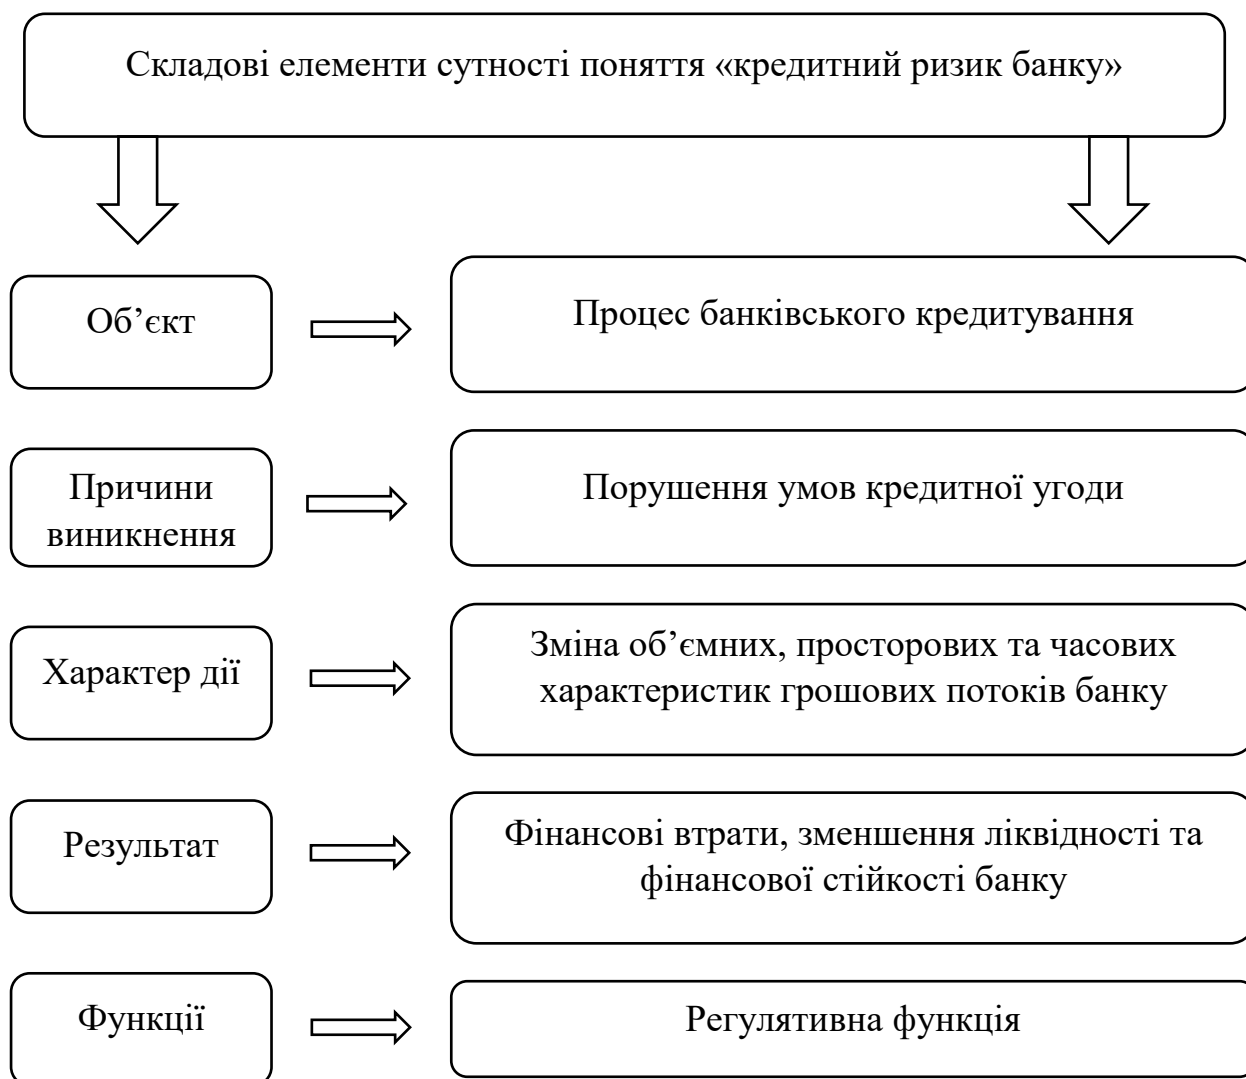 Складові елементи сутності поняття «кредитний ризик банку»
Об’єкт
Процес банківського кредитування
Причини
виникнення
Порушення умов кредитної угоди
Характер дії
Зміна об’ємних, просторових та часових
характеристик грошових потоків банку
Результат
Фінансові втрати, зменшення ліквідності та
фінансової стійкості банку
Функції
Регулятивна функція